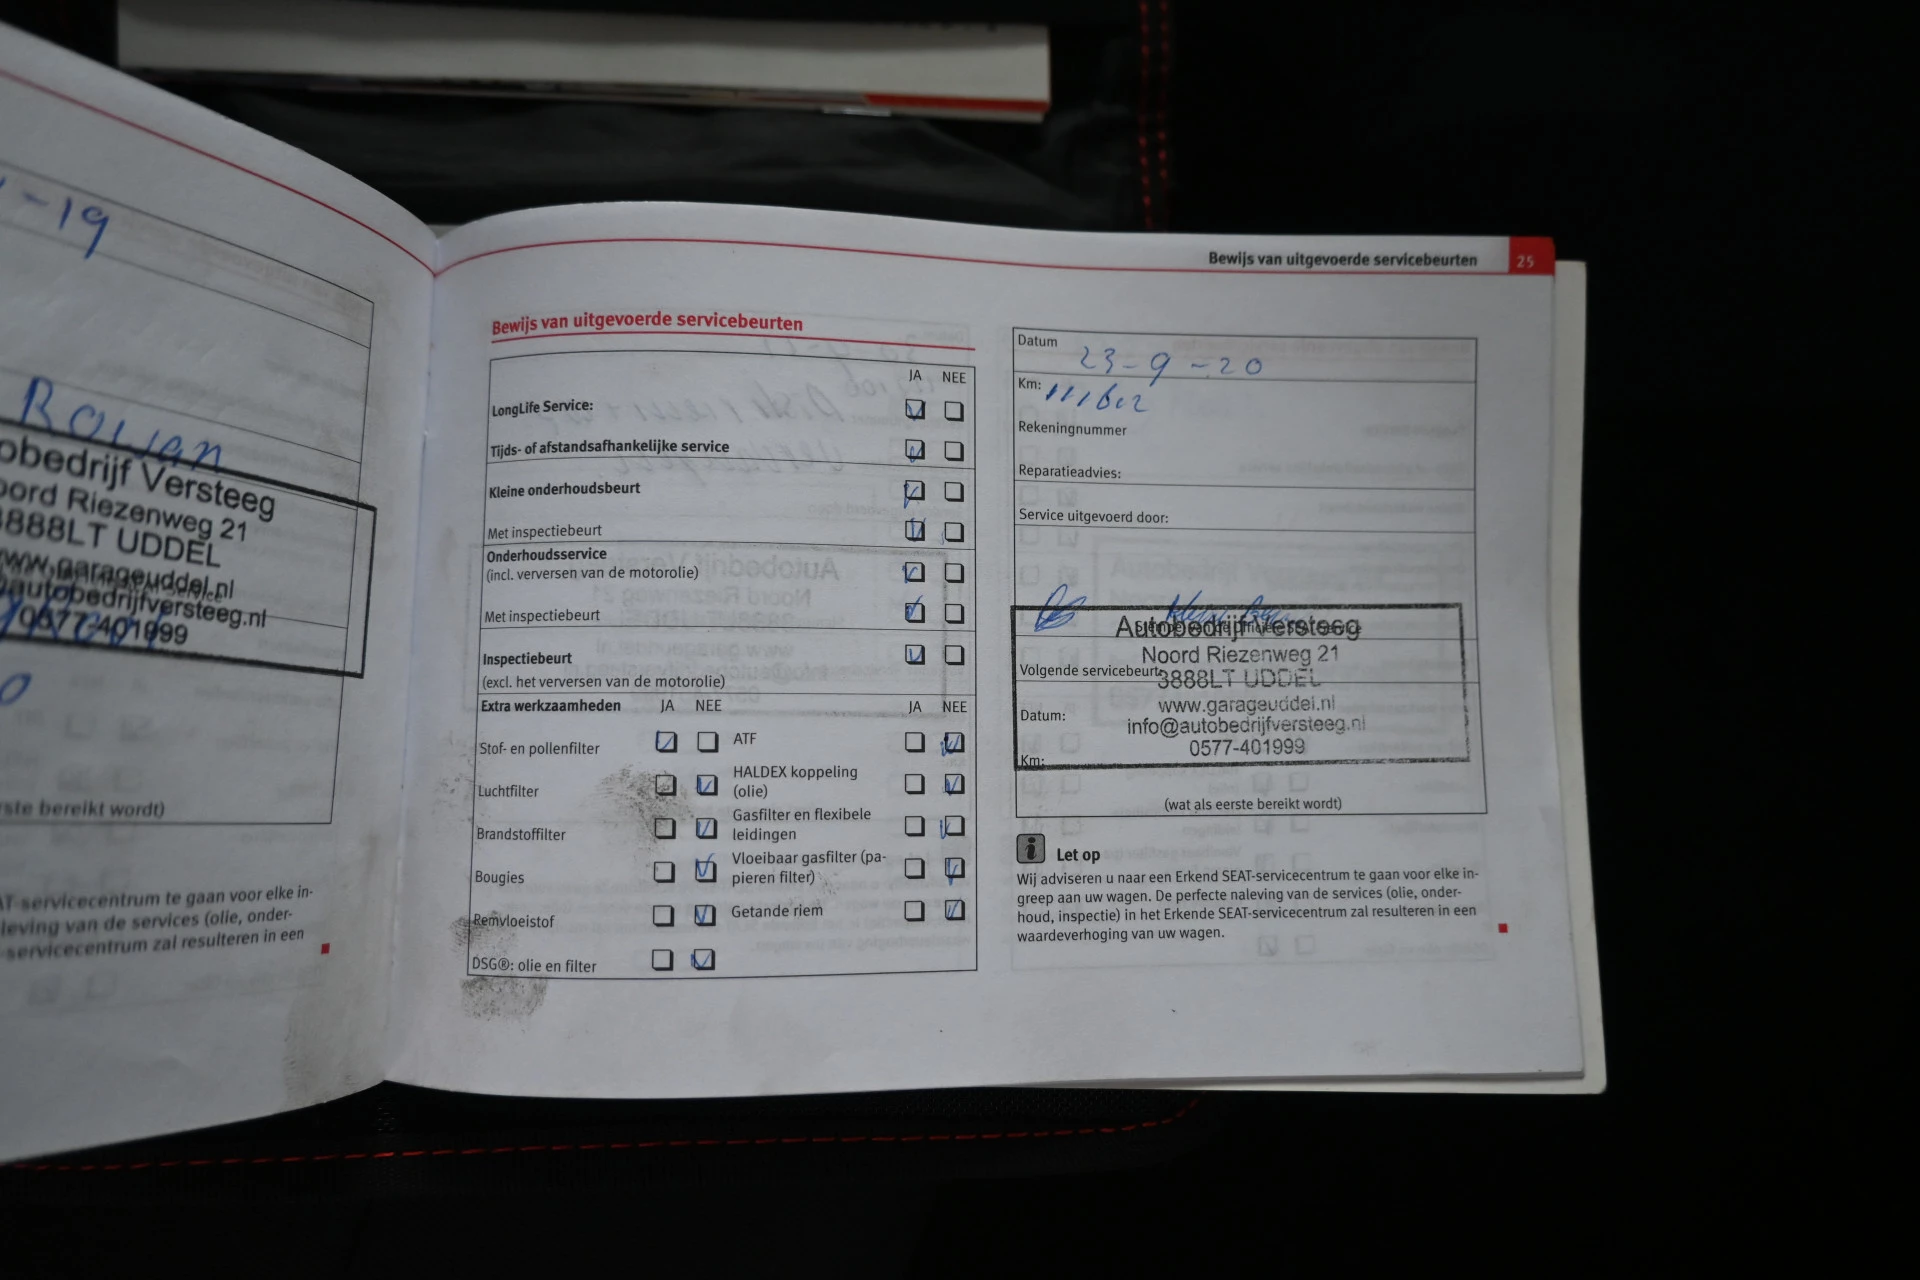 -19
Rowan
obedrijf Versteeg
oord Riezenweg 21
3888LT UDDEL
www.garageuddel.nl
autobedrijfversteeg.nl
0577-401999
0
ste bereikt wordt)
AT-servicecentrum te gaan voor elke in-
leving van de services (olie, onder-
-servicecentrum zal resulteren in een
Bewijs van uitgevoerde servicebeurten 25
Bewijs van uitgevoerde servicebeurten
JA NEE
LongLife Service:
Tijds- of afstandsafhankelijke service
Kleine onderhoudsbeurt
Met inspectiebeurt
Onderhoudsservice
(incl. verversen van de motorolie)
Met inspectiebeurt
Inspectiebeurt
(excl. het verversen van de motorolie)
Extra werkzaamheden JA NEE JA NEE
Stof- en pollenfilter ATF
Luchtfilter HALDEX koppeling
(olie)
Brandstoffilter Gasfilter en flexibele
leidingen
Bougies Vloeibaar gasfilter (pa-
pieren filter)
Remvloeistof Getande riem
DSG®: olie en filter
Datum 23-9-20
Km:
Rekeningnummer
Reparatieadvies:
Service uitgevoerd door:
Autobedrijf Versteeg
Noord Riezenweg 21
Volgende servicebeurt:
3888LT UDDEL
www.garageuddel.nl
Datum:
info@autobedrijfversteeg.nl
0577-401999
Km:
(wat als eerste bereikt wordt)
i Let op
Wij adviseren u naar een Erkend SEAT-servicecentrum te gaan voor elke in-
greep aan uw wagen. De perfecte naleving van de services (olie, onder-
houd, inspectie) in het Erkende SEAT-servicecentrum zal resulteren in een
waardeverhoging van uw wagen.